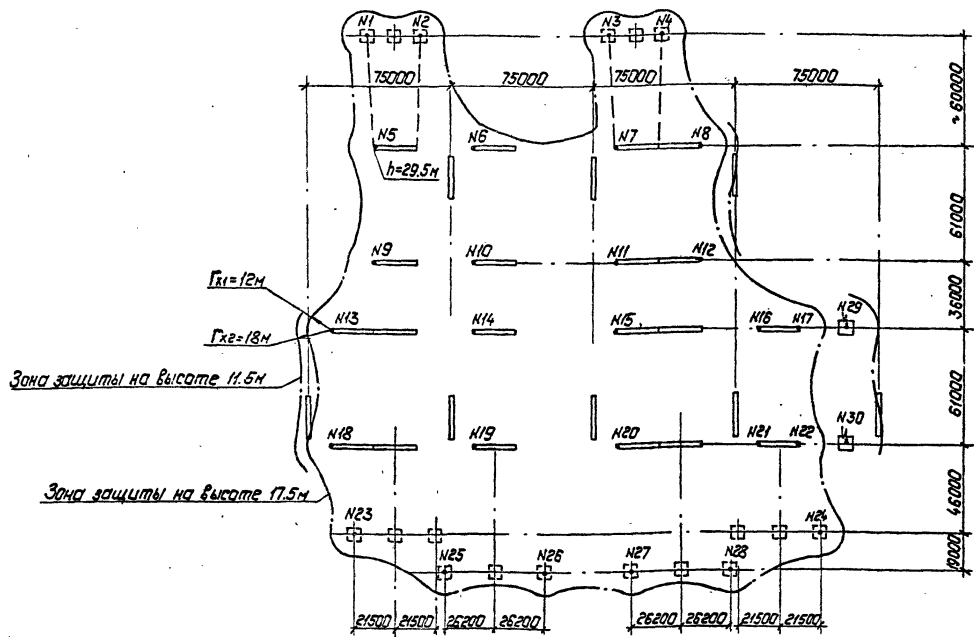 N1 N2 N3 N4
75000 75000 75000 75000
~60000
N5 N6 N7 N8
h=29.5м
61000
N9 N10 N11 N12
Гх1=12м
36000
N13 N14 N15 N16 N17 N29
Гх2=18м
Зона защиты на высоте 11.5м
61000
N18 N19 N20 N21 N22 N30
Зона защиты на высоте 17.5м
46000
N23 N24
N25 N26 N27 N28
19000
21500 21500 26200 26200 26200 26200 21500 21500